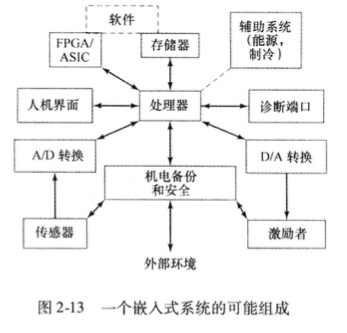 软件
FPGA/
ASIC
存储器
辅助系统
(能源，
制冷)
人机界面
处理器
诊断端口
A/D 转换
D/A 转换
机电备份
和安全
传感器
激励者
外部环境
图 2-13 一个嵌入式系统的可能组成